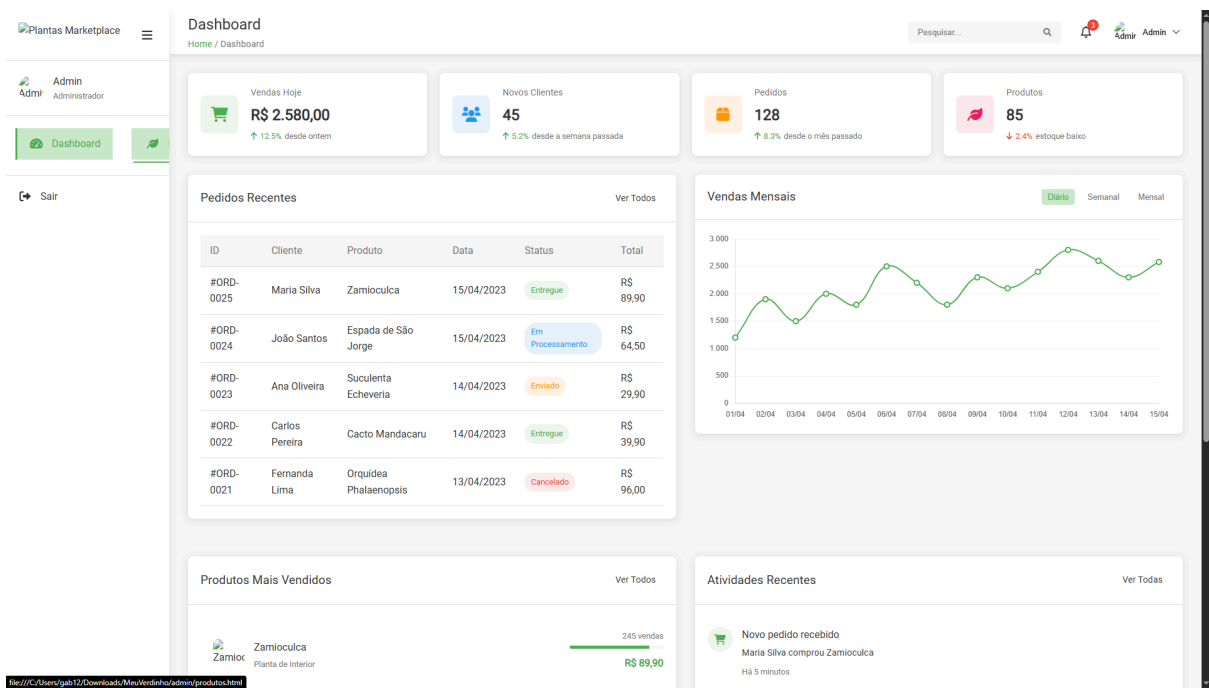 Plantas Marketplace
Admin
Admin
Administrador
Dashboard
Sair
Dashboard
Home / Dashboard
Pesquisar...
3
Admin
Admin
Vendas Hoje
R$ 2.580,00
12.5% desde ontem
Novos Clientes
45
5.2% desde a semana passada
Pedidos
128
8.3% desde o mês passado
Produtos
85
2.4% estoque baixo
Pedidos Recentes
Ver Todos
ID Cliente Produto Data Status Total
#ORD-
0025
Maria Silva
Zamioculca
15/04/2023
Entregue
R$
89,90
#ORD-
0024
João Santos
Espada de São
Jorge
15/04/2023
Em
Processamento
R$
64,50
#ORD-
0023
Ana Oliveira
Suculenta
Echeveria
14/04/2023
Enviado
R$
29,90
#ORD-
0022
Carlos
Pereira
Cacto Mandacaru
14/04/2023
Entregue
R$
39,90
#ORD-
0021
Fernanda
Lima
Orquídea
Phalaenopsis
13/04/2023
Cancelado
R$
96,00
Vendas Mensais
Diário Semanal Mensal
3.000
2.500
2.000
1.500
1.000
500
0
01/04 02/04 03/04 04/04 05/04 06/04 07/04 08/04 09/04 10/04 11/04 12/04 13/04 14/04 15/04
Produtos Mais Vendidos
Ver Todos
Zamioculca
Planta de Interior
245 vendas
R$ 89,90
Atividades Recentes
Ver Todas
Novo pedido recebido
Maria Silva comprou Zamioculca
Há 5 minutos
file:///C:/Users/gab12/Downloads/MeuVerdinho/admin/produtos.html